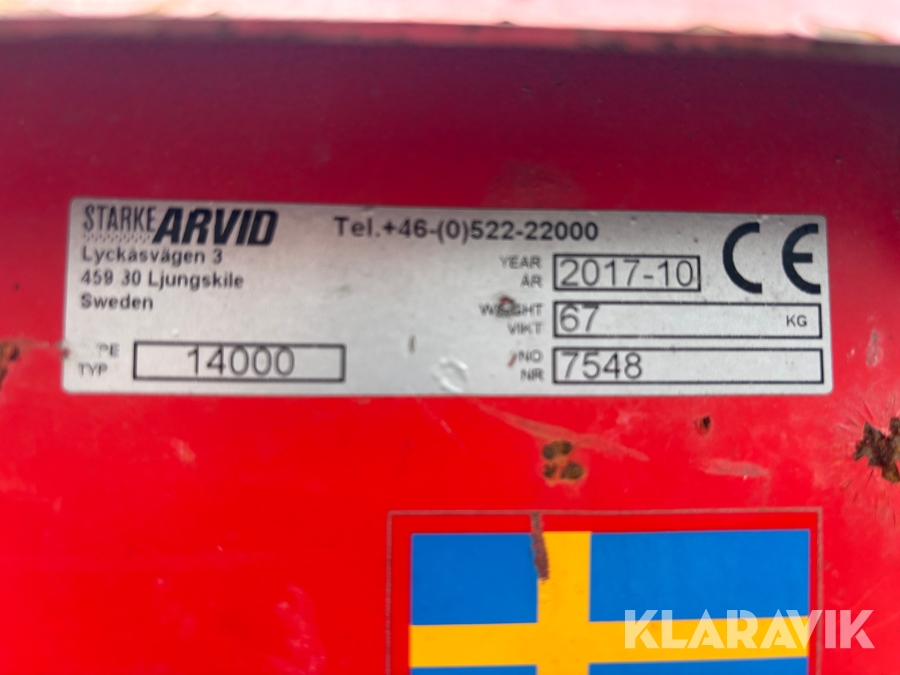 STARKE ARVID
Tel.+46-(0)522-22000
Lyckasvägen 3
459 30 Ljungskile
Sweden
YEAR
ÅR
2017-10
CE
VIKT
67
KG
TYP
14000
NO
NR
7548
KLARAVIK